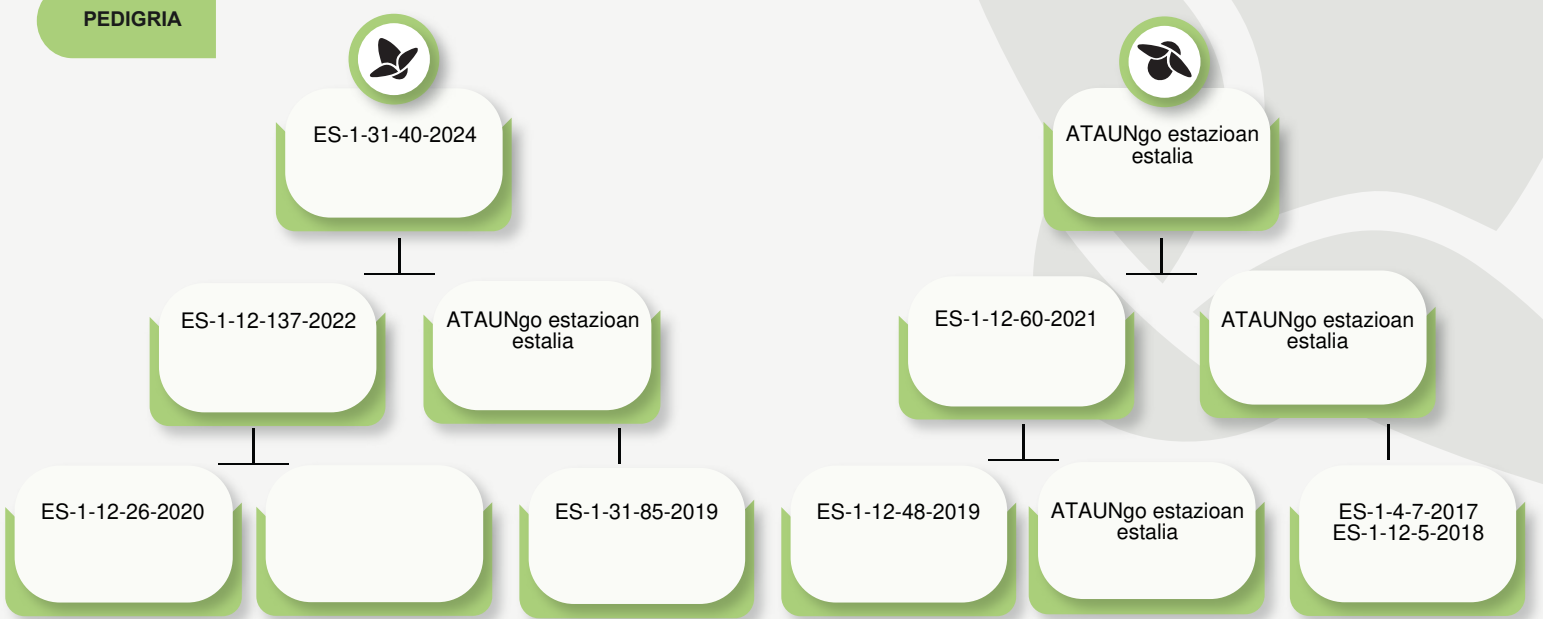 PEDIGRIA
ES-1-31-40-2024
ATAUNgo estazioan
estalia
ES-1-12-137-2022
ATAUNgo estazioan
estalia
ES-1-12-60-2021
ATAUNgo estazioan
estalia
ES-1-12-26-2020
ES-1-31-85-2019
ES-1-12-48-2019
ATAUNgo estazioan
estalia
ES-1-4-7-2017
ES-1-12-5-2018